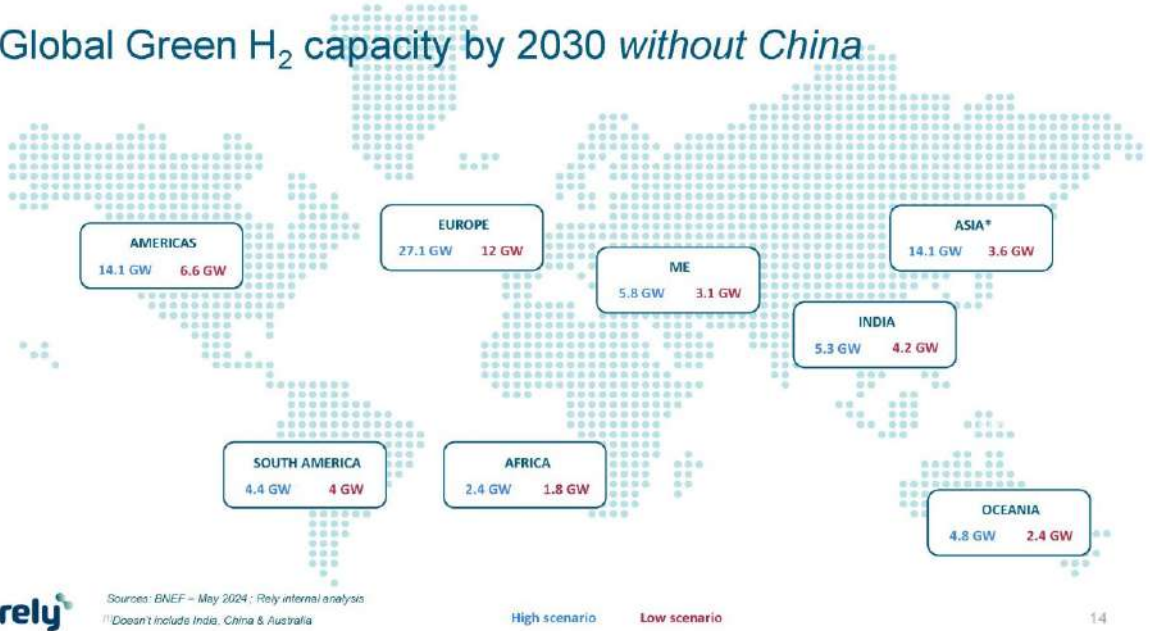 Global Green H₂ capacity by 2030 without China
EUROPE
27.1 GW 12 GW
ASIA*
14.1 GW 3.6 GW
AMERICAS
14.1 GW 6.6 GW
ME
5.8 GW 3.1 GW
INDIA
5.3 GW 4.2 GW
SOUTH AMERICA
4.4 GW 4 GW
AFRICA
2.4 GW 1.8 GW
OCEANIA
4.8 GW 2.4 GW
rely
Sources: BNEF – May 2024 ; Rely internal analysis
Doesn't include India, China & Australia
High scenario Low scenario
14